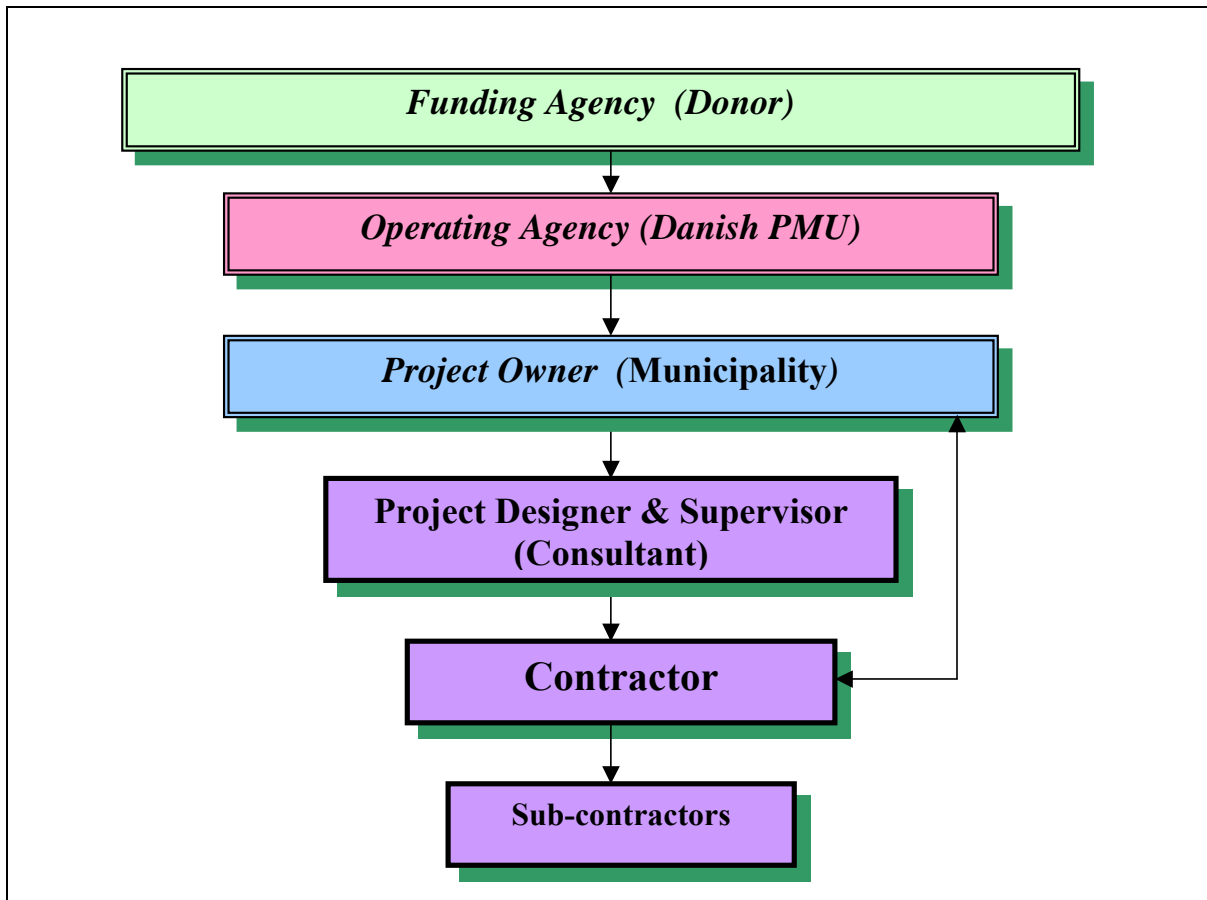 Funding Agency (Donor)
Operating Agency (Danish PMU)
Project Owner (Municipality)
Project Designer & Supervisor
(Consultant)
Contractor
Sub-contractors